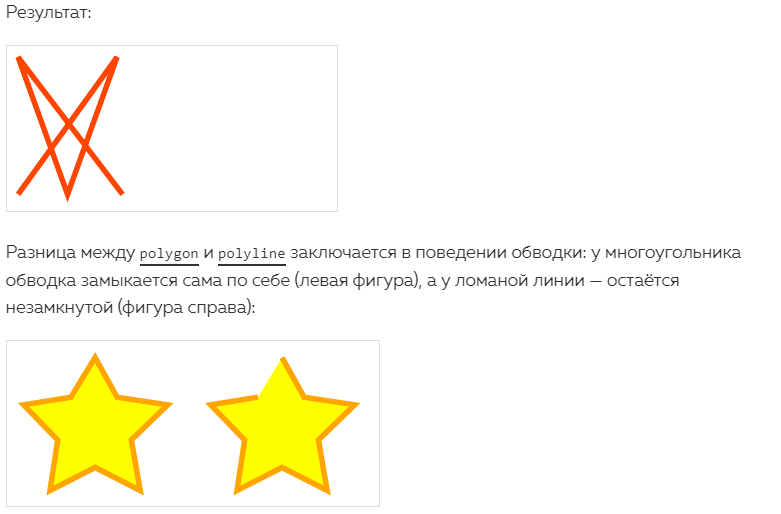 Результат:
Разница между polygon и polyline заключается в поведении обводки: у многоугольника
обводка замыкается сама по себе (левая фигура), а у ломаной линии — остаётся
незамкнутой (фигура справа):